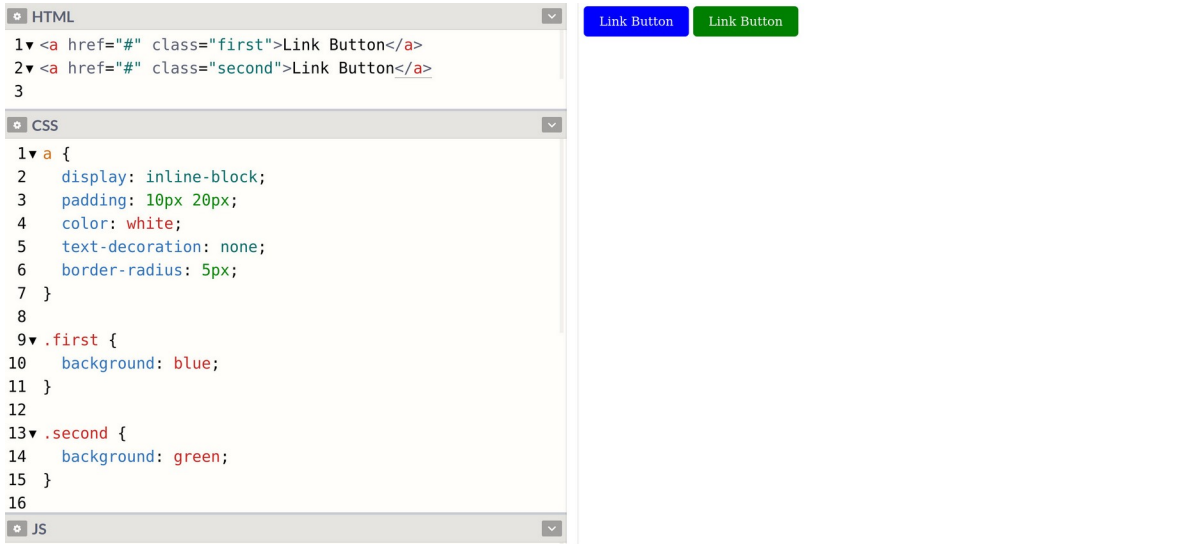 HTML
1 <a href="#" class="first">Link Button</a>
2 <a href="#" class="second">Link Button</a>
3
CSS
1 a {
2   display: inline-block;
3   padding: 10px 20px;
4   color: white;
5   text-decoration: none;
6   border-radius: 5px;
7 }
8
9 .first {
10   background: blue;
11 }
12
13 .second {
14   background: green;
15 }
16
JS
Link Button Link Button